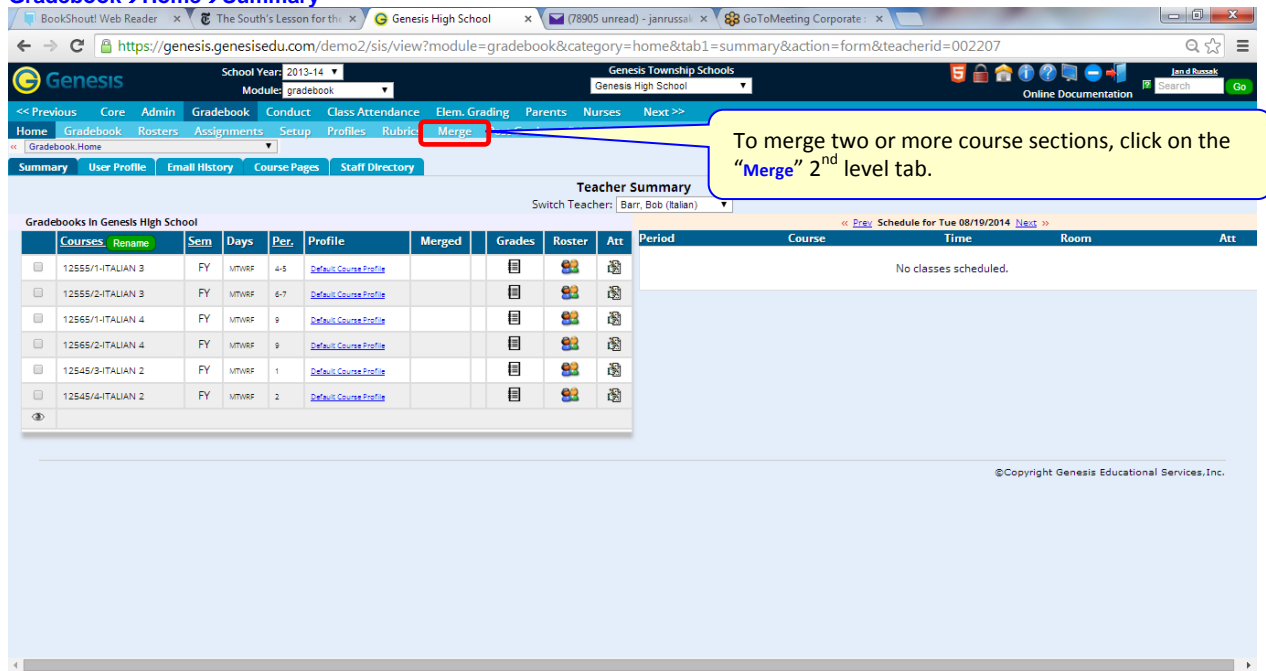 Gradebook→Home→Summary
BookShout! Web Reader × The South's Lesson for the × Genesis High School × (78905 unread) - janrussak × GoToMeeting Corporate : ×
https://genesis.genesisedu.com/demo2/sis/view?module=gradebook&category=home&tab1=summary&action=form&teacherid=002207
Genesis School Year: 2013-14 Genesis Township Schools Jan d Russak
Module: gradebook Genesis High School Online Documentation Search Go
<< Previous Core Admin Gradebook Conduct Class Attendance Elem. Grading Parents Nurses Next >>
Home Gradebook Rosters Assignments Setup Profiles Rubrics Merge
« Gradebook.Home
To merge two or more course sections, click on the
“Merge” 2nd level tab.
Summary User Profile Email History Course Pages Staff Directory
Teacher Summary
Switch Teacher: Barr, Bob (Italian)
Gradebooks In Genesis High School « Prev Schedule for Tue 08/19/2014 Next »
Courses Rename Sem Days Per. Profile Merged Grades Roster Att Period Course Time Room Att
12555/1-ITALIAN 3 FY MTWRF 4-5 Default Course Profile No classes scheduled.
12555/2-ITALIAN 3 FY MTWRF 6-7 Default Course Profile
12565/1-ITALIAN 4 FY MTWRF 9 Default Course Profile
12565/2-ITALIAN 4 FY MTWRF 9 Default Course Profile
12545/3-ITALIAN 2 FY MTWRF 1 Default Course Profile
12545/4-ITALIAN 2 FY MTWRF 2 Default Course Profile
©Copyright Genesis Educational Services,Inc.